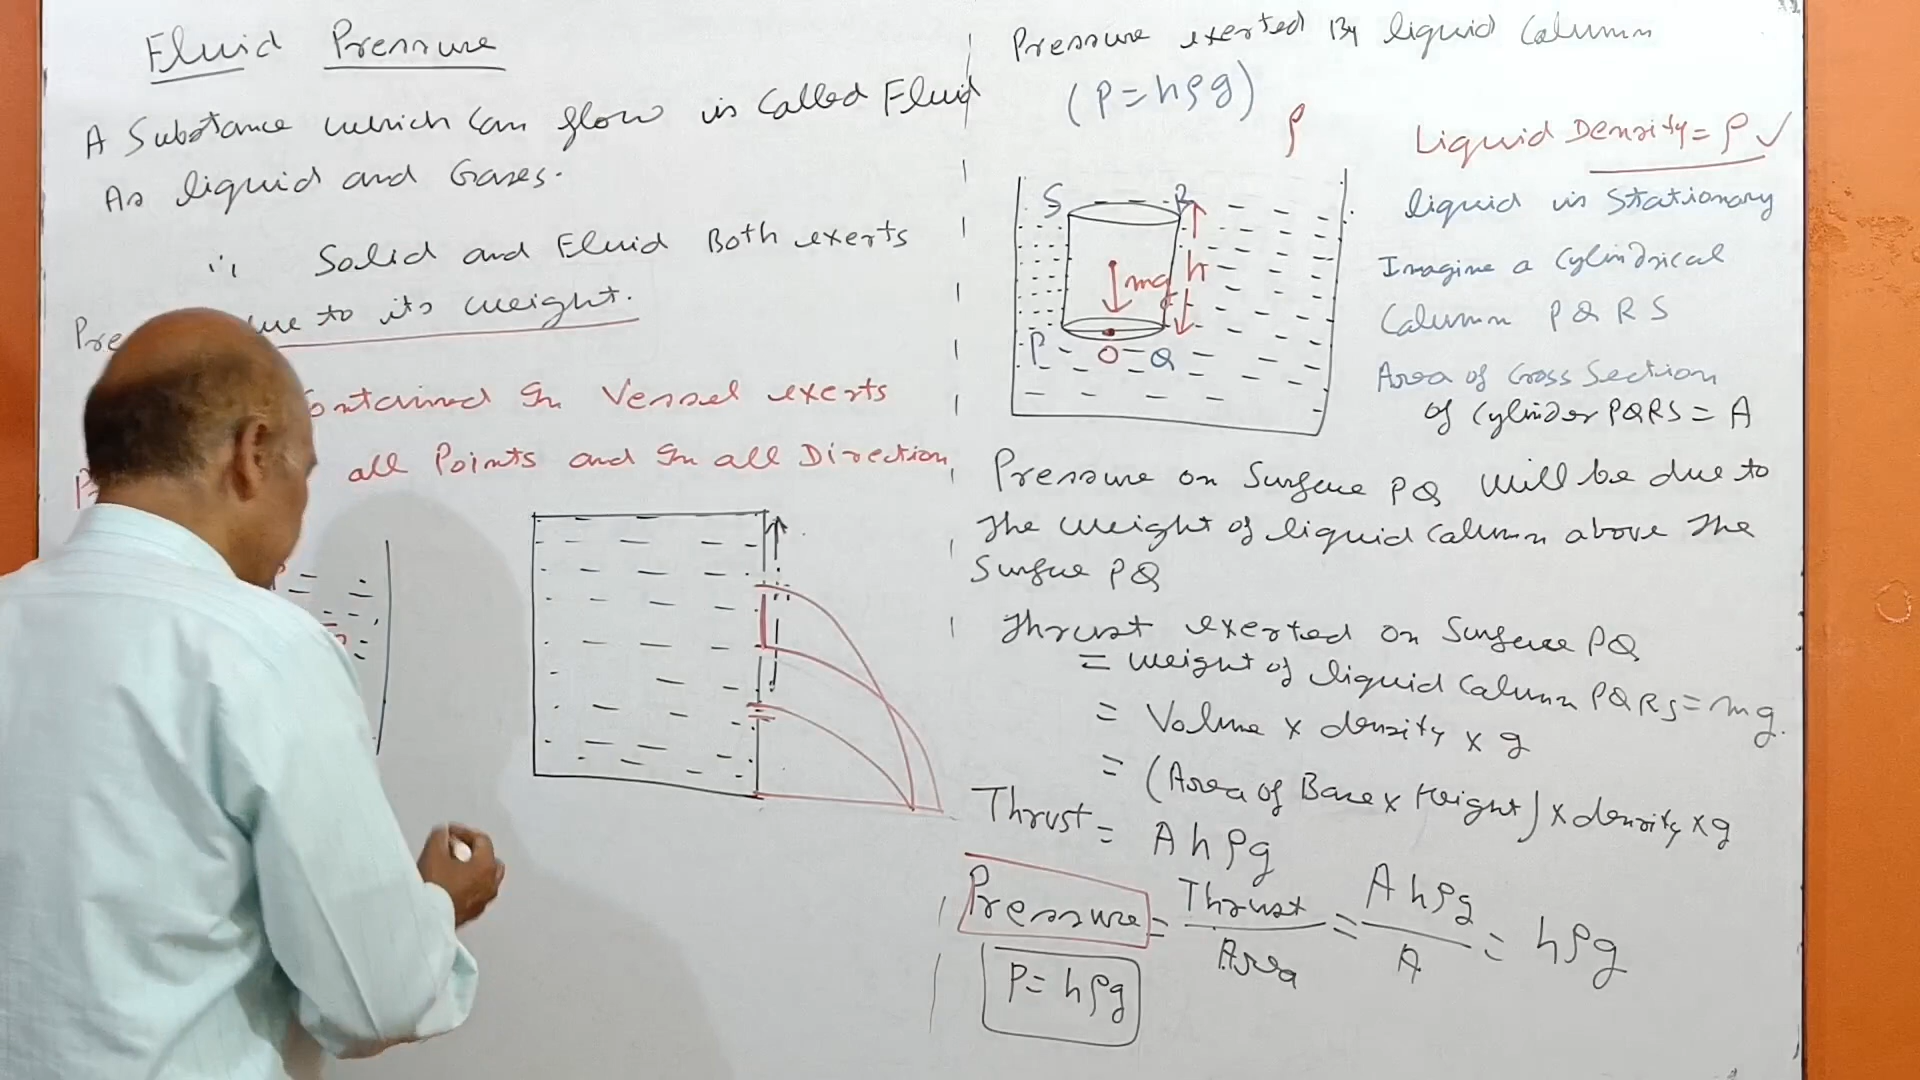 Fluid Pressure
A Substance which can flow is called Fluid
As liquid and Gases.
∵ Solid and Fluid Both exerts
due to its weight.
contained In Vessel exerts
all Points and In all Direction
Pressure exerted By liquid Column
(P=hρg)
ρ
Liquid Density = ρ ✓
liquid is Stationary
Imagine a Cylindrical
Column PQRS
Area of Cross Section
of Cylinder PQRS = A
S R
mg h
P O Q
h
Pressure on Surface PQ Will be due to
the weight of liquid Column above the
Surface PQ
Thrust exerted on Surface PQ
= weight of liquid Column PQRS = mg.
= Volume x density x g
= (Area of Base x Height) x density x g
Thrust = Ahρg
Pressure = Thrust/Area = Ahρg/A = hρg
P = hρg